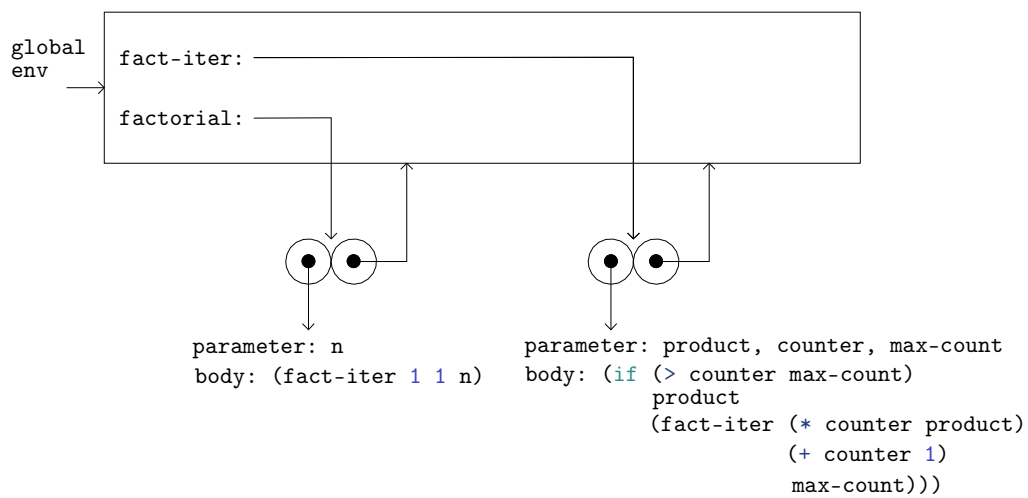 global
env
fact-iter:
factorial:
parameter: n
body: (fact-iter 1 1 n)
parameter: product, counter, max-count
body: (if (> counter max-count)
product
(fact-iter (* counter product)
(+ counter 1)
max-count)))